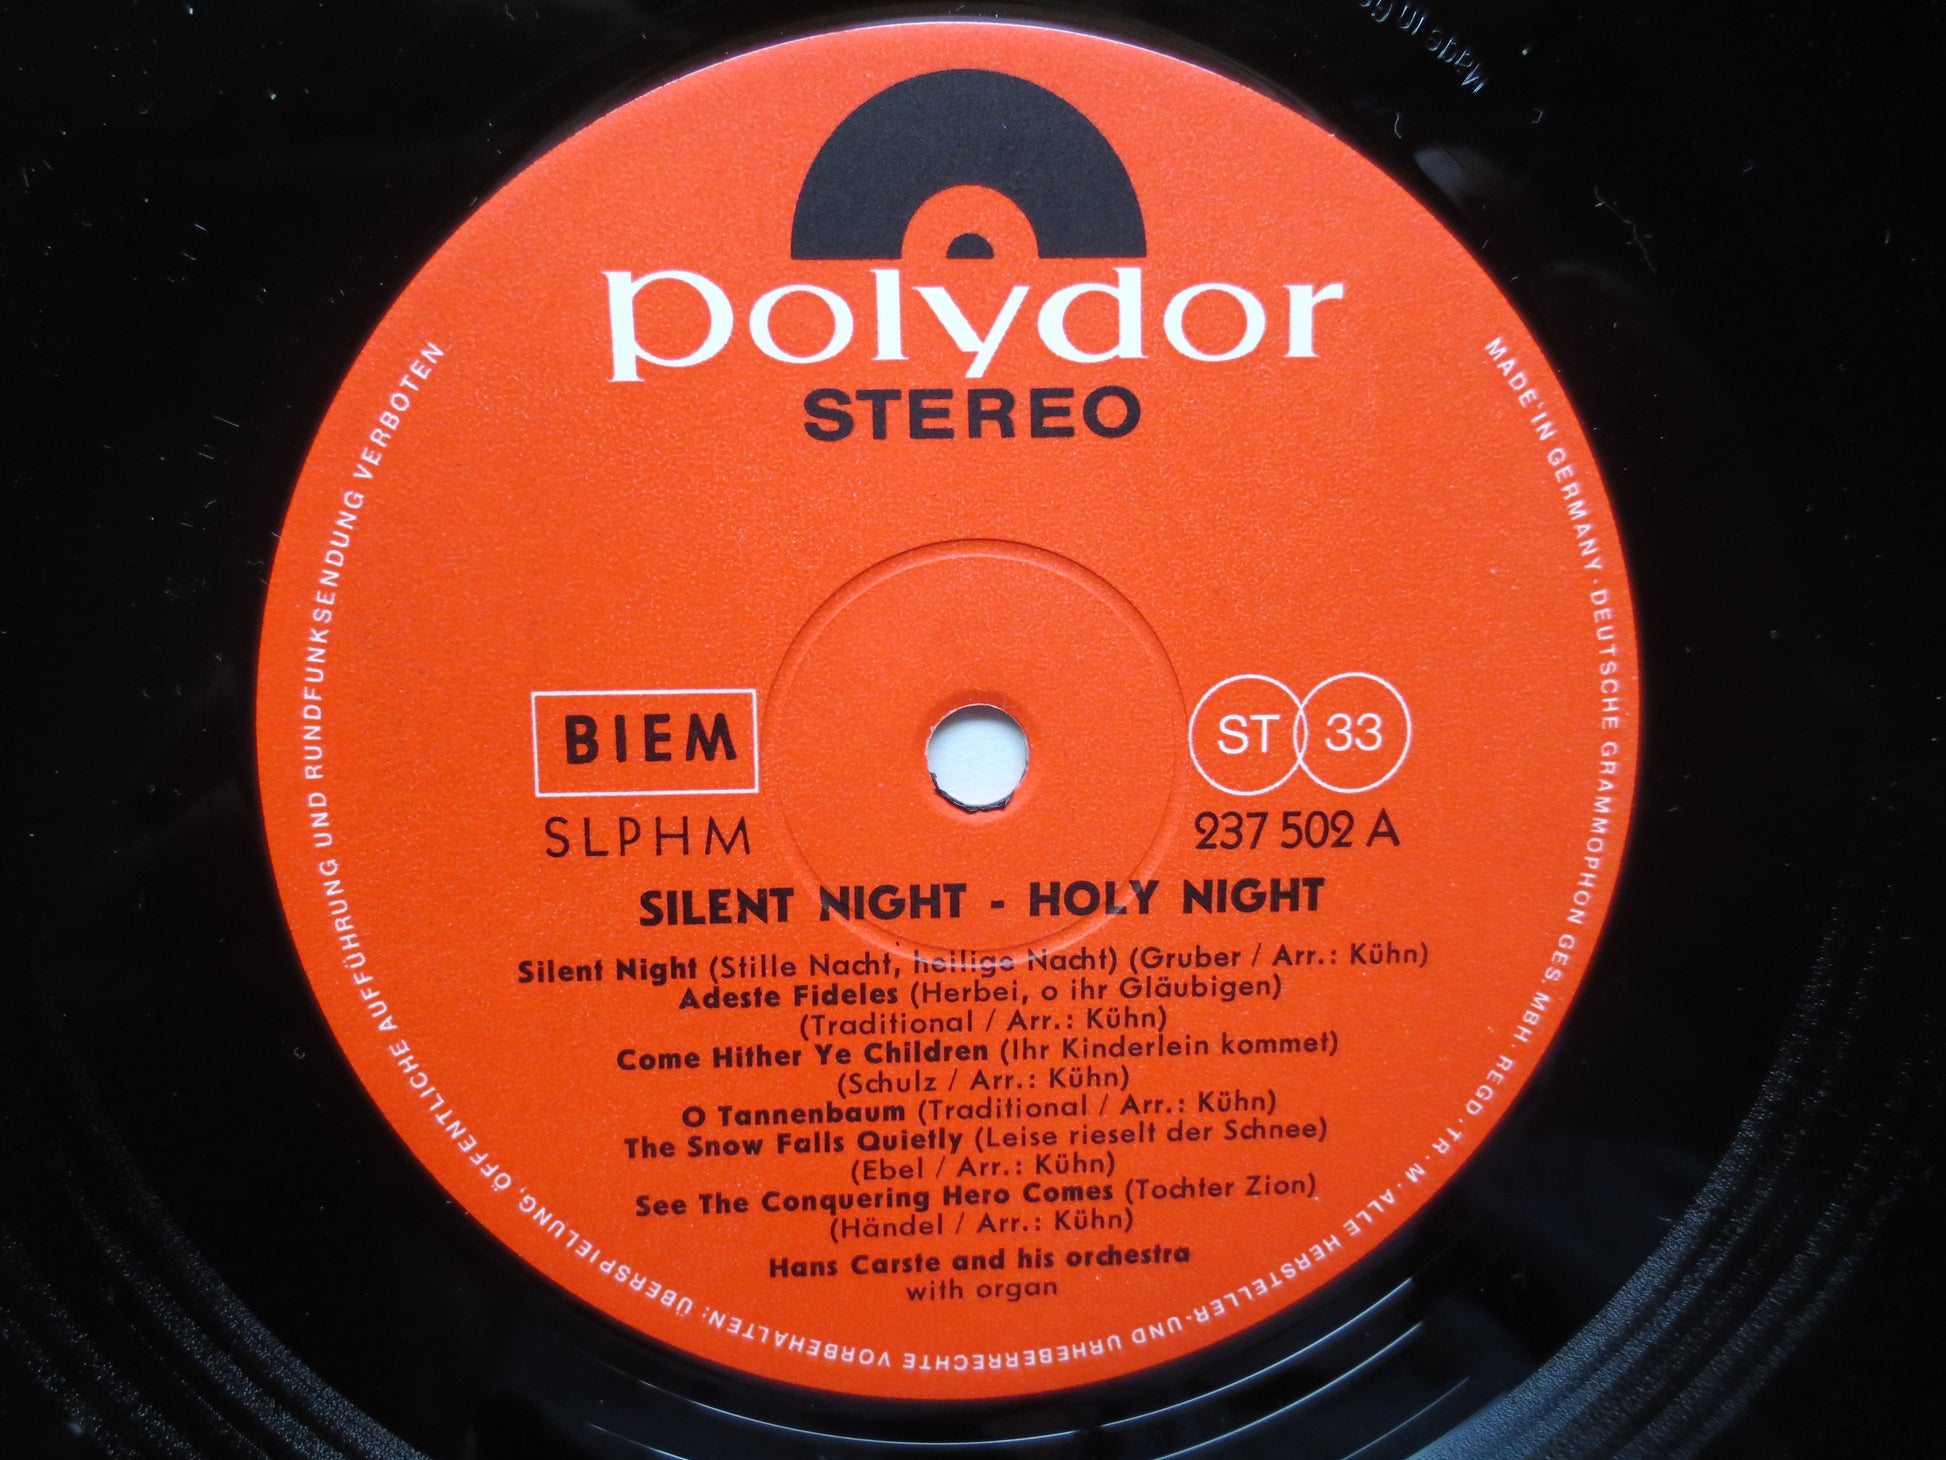 polydor
STEREO
BIEM
ST 33
SLPHM
237 502 A
SILENT NIGHT - HOLY NIGHT
Silent Night (Stille Nacht, heilige Nacht) (Gruber / Arr.: Kühn)
Adeste Fideles (Herbei, o ihr Gläubigen)
(Traditional / Arr.: Kühn)
Come Hither Ye Children (Ihr Kinderlein kommet)
(Schulz / Arr.: Kühn)
O Tannenbaum (Traditional / Arr.: Kühn)
The Snow Falls Quietly (Leise rieselt der Schnee)
(Ebel / Arr.: Kühn)
See The Conquering Hero Comes (Tochter Zion)
(Händel / Arr.: Kühn)
Hans Carste and his orchestra
with organ
MADE IN GERMANY · DEUTSCHE GRAMMOPHON GES. MBH · REGD · TR · M · ALLE HERSTELLER- UND URHEBERRECHTE VORBEHALTEN: ÜBERSPIELUNG, ÖFFENTLICHE AUFFÜHRUNG UND RUNDFUNKSENDUNG VERBOTEN
Made in